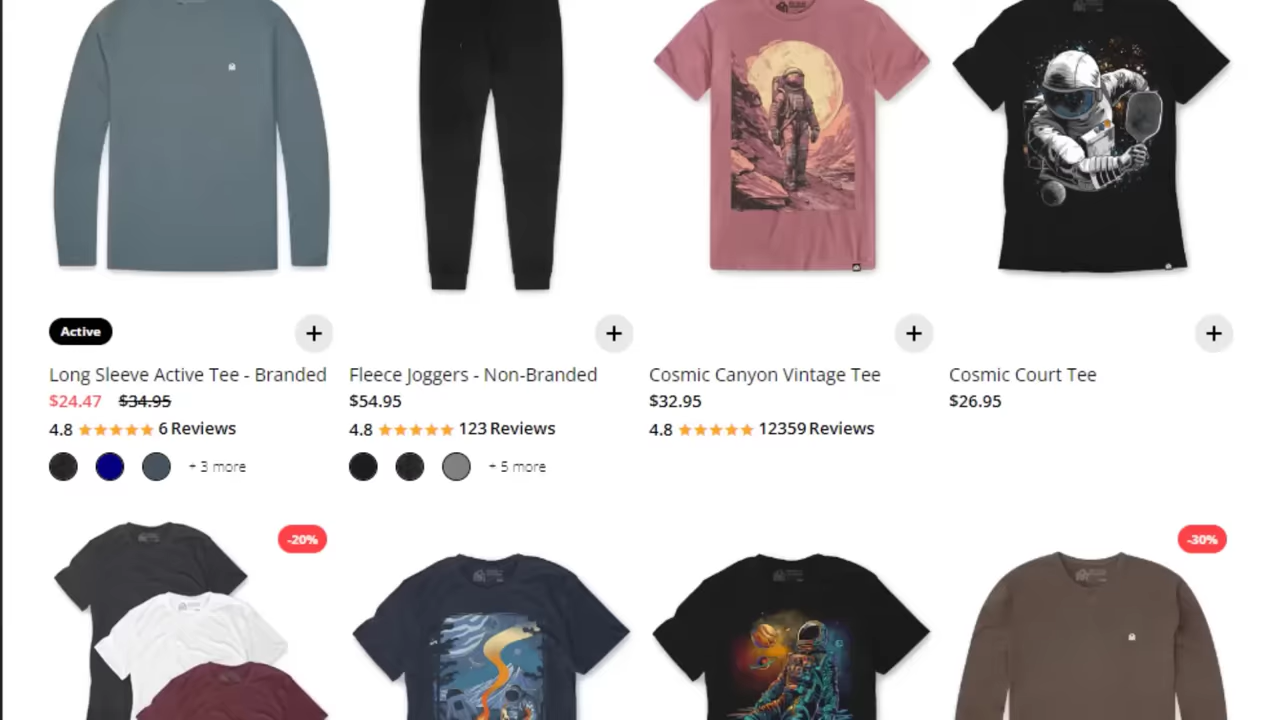 Active
Long Sleeve Active Tee - Branded
$24.47 $34.95
4.8 6 Reviews
+ 3 more
Fleece Joggers - Non-Branded
$54.95
4.8 123 Reviews
+ 5 more
Cosmic Canyon Vintage Tee
$32.95
4.8 12359 Reviews
Cosmic Court Tee
$26.95
-20%
-30%